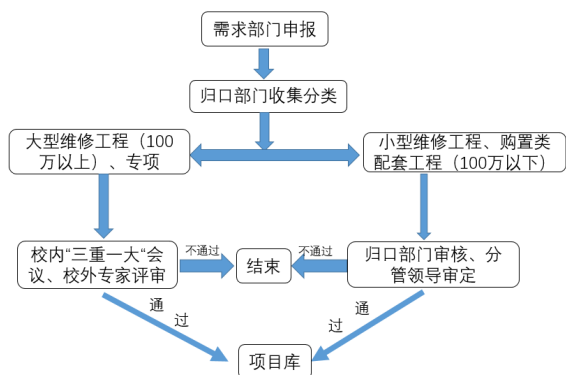 需求部门申报
归口部门收集分类
大型维修工程（100
万以上）、专项
小型维修工程、购置类
配套工程（100万以下）
校内“三重一大“会
议、校外专家评审
不通过
结束
不通过
归口部门审核、分
管领导审定
通
过
通
过
项目库